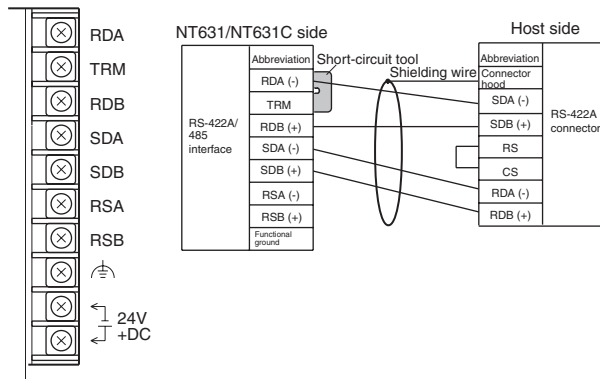 RDA
TRM
RDB
SDA
SDB
RSA
RSB
24V
+DC
NT631/NT631C side
Abbreviation
RDA (-)
TRM
RDB (+)
SDA (-)
SDB (+)
RSA (-)
RSB (+)
Functional
ground
RS-422A/
485
interface
Short-circuit tool
Shielding wire
Host side
Abbreviation
Connector
hood
SDA (-)
SDB (+)
RS
CS
RDA (-)
RDB (+)
RS-422A
connector